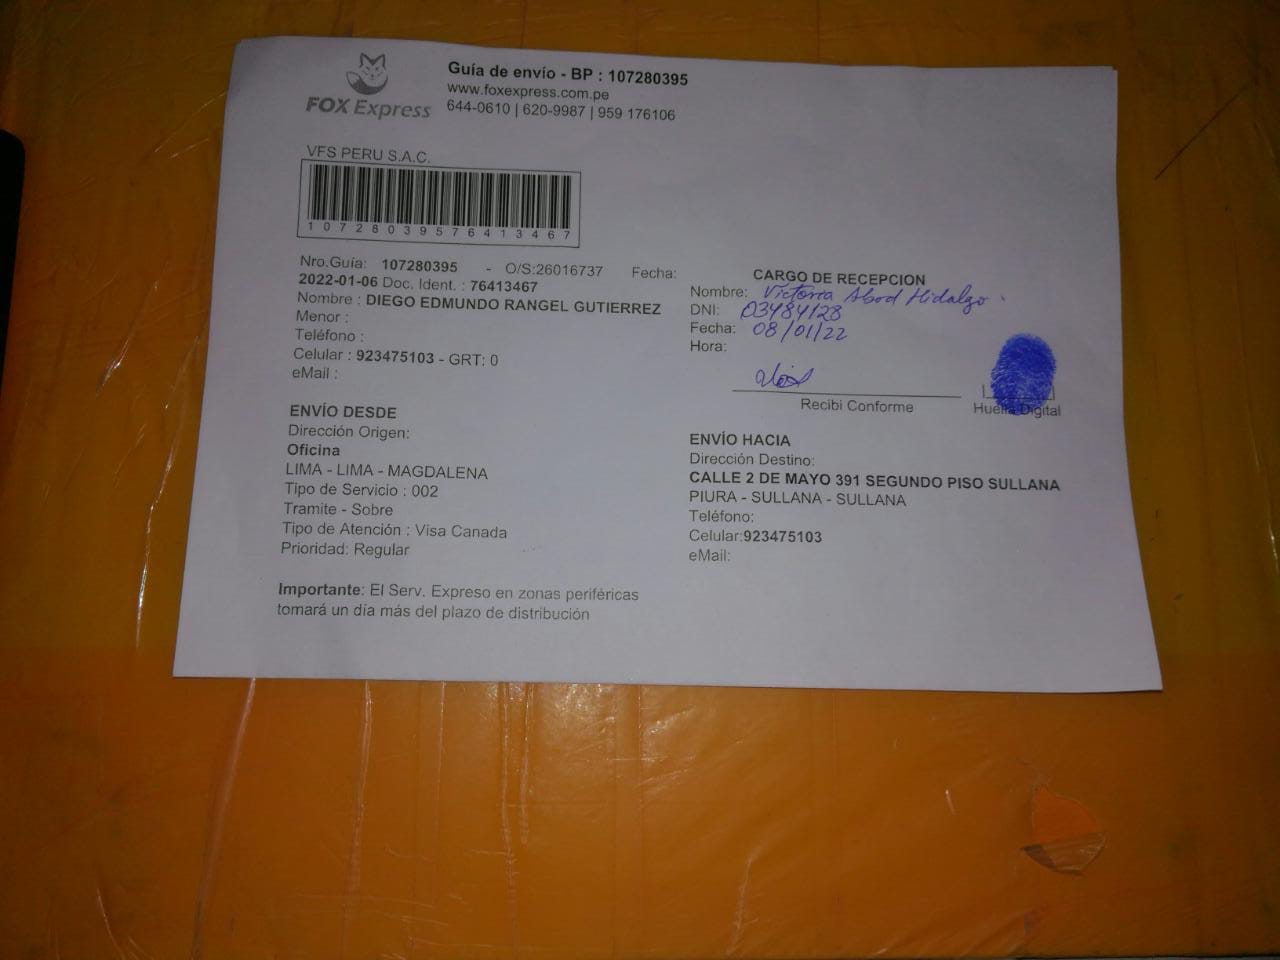 FOX Express
Guía de envío - BP : 107280395
www.foxexpress.com.pe
644-0610 | 620-9987 | 959 176106
VFS PERU S.A.C.
10728039576413467
Nro.Guía: 107280395 - O/S:26016737 Fecha:
2022-01-06 Doc. Ident. : 76413467
Nombre : DIEGO EDMUNDO RANGEL GUTIERREZ
Menor :
Teléfono :
Celular : 923475103 - GRT: 0
eMail :
CARGO DE RECEPCION
Nombre: Victoria Abad Hidalgo.
DNI: 03484128
Fecha: 08/01/22
Hora:
Recibi Conforme
Huella Digital
ENVÍO DESDE
Dirección Origen:
Oficina
LIMA - LIMA - MAGDALENA
Tipo de Servicio : 002
Tramite - Sobre
Tipo de Atención : Visa Canada
Prioridad: Regular
ENVÍO HACIA
Dirección Destino:
CALLE 2 DE MAYO 391 SEGUNDO PISO SULLANA
PIURA - SULLANA - SULLANA
Teléfono:
Celular:923475103
eMail:
Importante: El Serv. Expreso en zonas periféricas
tomará un día más del plazo de distribución